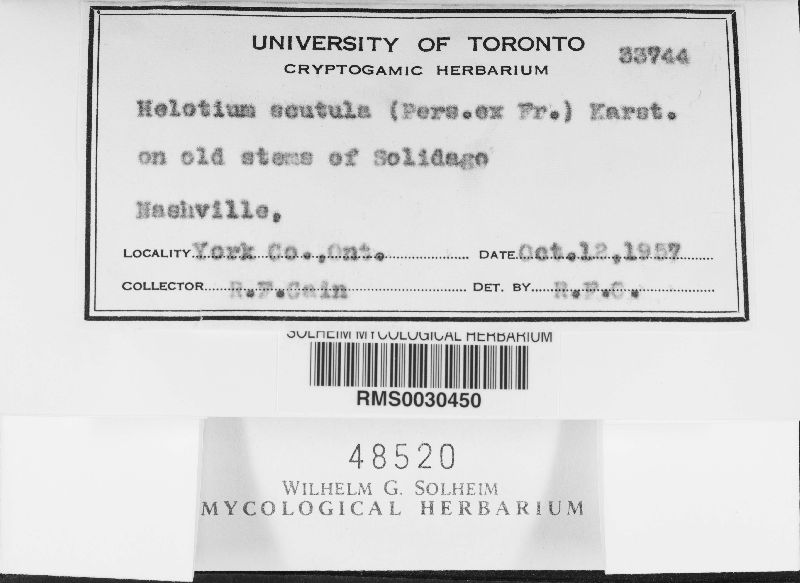 UNIVERSITY OF TORONTO 33744
CRYPTOGAMIC HERBARIUM
Helotium scutula (Pers.ex Fr.) Karst.
on old stems of Solidago
Nashville,
LOCALITY York Co.,Ont. DATE Oct.12,1957
COLLECTOR R.F.Cain DET. BY R.F.C.
SOLHEIM MYCOLOGICAL HERBARIUM
RMS0030450
48520
WILHELM G. SOLHEIM
MYCOLOGICAL HERBARIUM